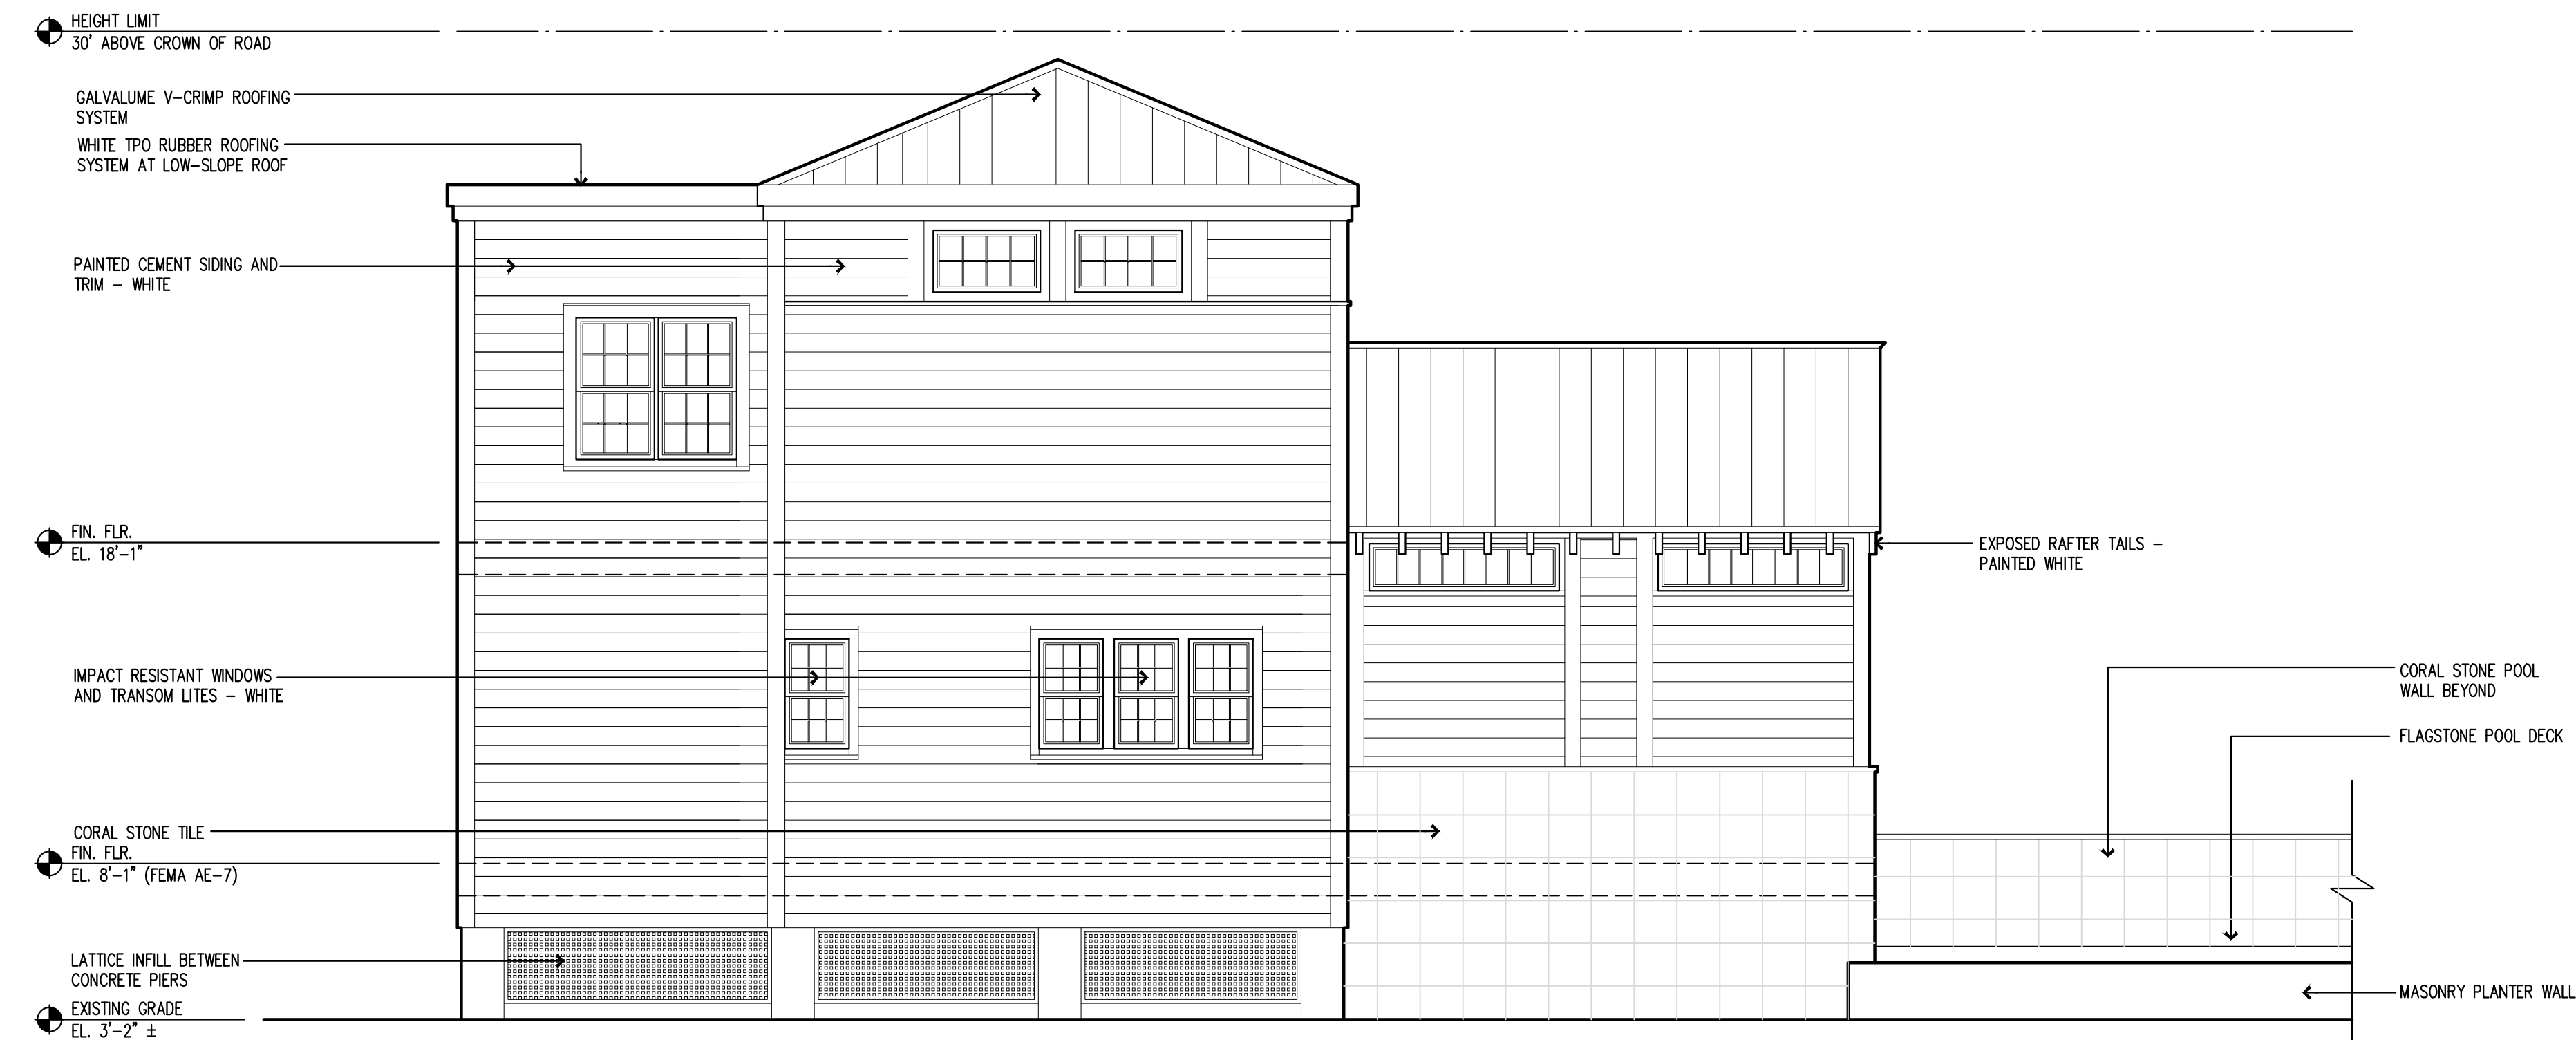 HEIGHT LIMIT
30' ABOVE CROWN OF ROAD
GALVALUME V-CRIMP ROOFING
SYSTEM
WHITE TPO RUBBER ROOFING
SYSTEM AT LOW-SLOPE ROOF
PAINTED CEMENT SIDING AND
TRIM - WHITE
FIN. FLR.
EL. 18'-1"
EXPOSED RAFTER TAILS -
PAINTED WHITE
IMPACT RESISTANT WINDOWS
AND TRANSOM LITES - WHITE
CORAL STONE POOL
WALL BEYOND
FLAGSTONE POOL DECK
CORAL STONE TILE
FIN. FLR.
EL. 8'-1" (FEMA AE-7)
LATTICE INFILL BETWEEN
CONCRETE PIERS
MASONRY PLANTER WALL
EXISTING GRADE
EL. 3'-2" ±